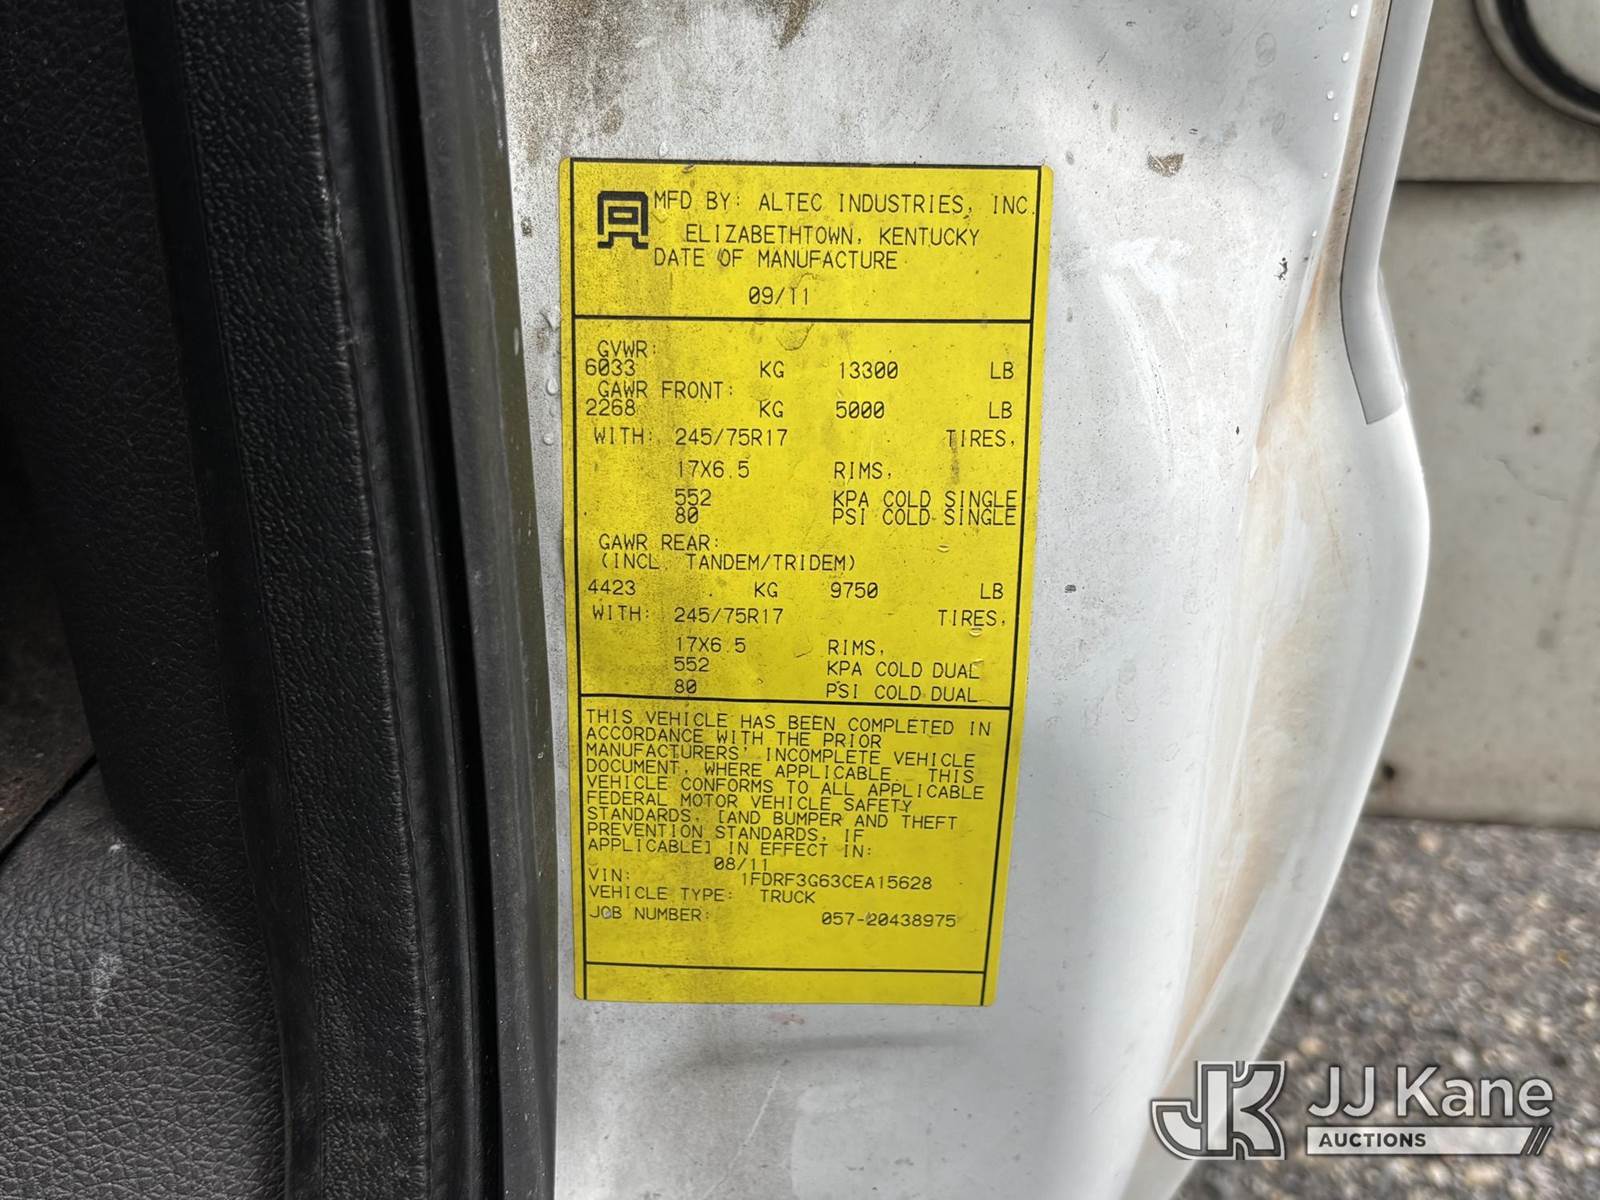 MFD BY: ALTEC INDUSTRIES, INC.
ELIZABETHTOWN, KENTUCKY
DATE OF MANUFACTURE
09/11
GVWR:
6033 KG 13300 LB
GAWR FRONT:
2268 KG 5000 LB
WITH: 245/75R17 TIRES,
17X6.5 RIMS,
552 KPA COLD SINGLE
80 PSI COLD SINGLE
GAWR REAR:
(INCL. TANDEM/TRIDEM)
4423 KG 9750 LB
WITH: 245/75R17 TIRES,
17X6.5 RIMS,
552 KPA COLD DUAL
80 PSI COLD DUAL
THIS VEHICLE HAS BEEN COMPLETED IN
ACCORDANCE WITH THE PRIOR
MANUFACTURERS' INCOMPLETE VEHICLE
DOCUMENT, WHERE APPLICABLE. THIS
VEHICLE CONFORMS TO ALL APPLICABLE
FEDERAL MOTOR VEHICLE SAFETY
STANDARDS, [AND BUMPER AND THEFT
PREVENTION STANDARDS, IF
APPLICABLE] IN EFFECT IN:
08/11
VIN: 1FDRF3G63CEA15628
VEHICLE TYPE: TRUCK
JOB NUMBER: 057-20438975
JK JJ Kane
AUCTIONS